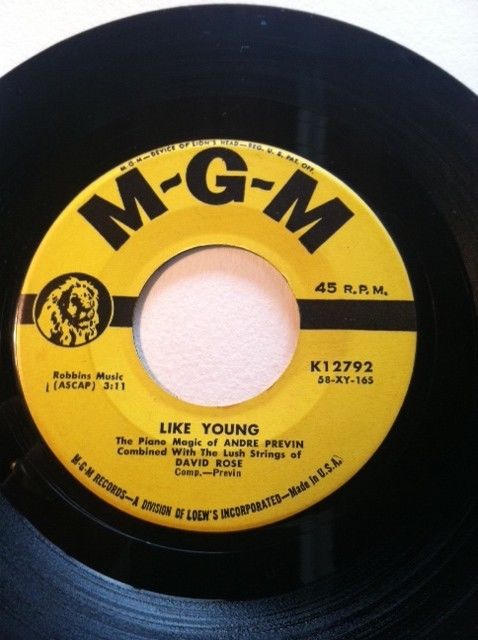 M-G-M—DEVICE OF LION'S HEAD—REG. U. S. PAT. OFF.
M-G-M
45 R.P.M.
Robbins Music
(ASCAP) 3:11
K12792
58-XY-165
LIKE YOUNG
The Piano Magic of ANDRE PREVIN
Combined With The Lush Strings of
DAVID ROSE
Comp.—Previn
M-G-M RECORDS—A DIVISION OF LOEW'S INCORPORATED—Made in U.S.A.